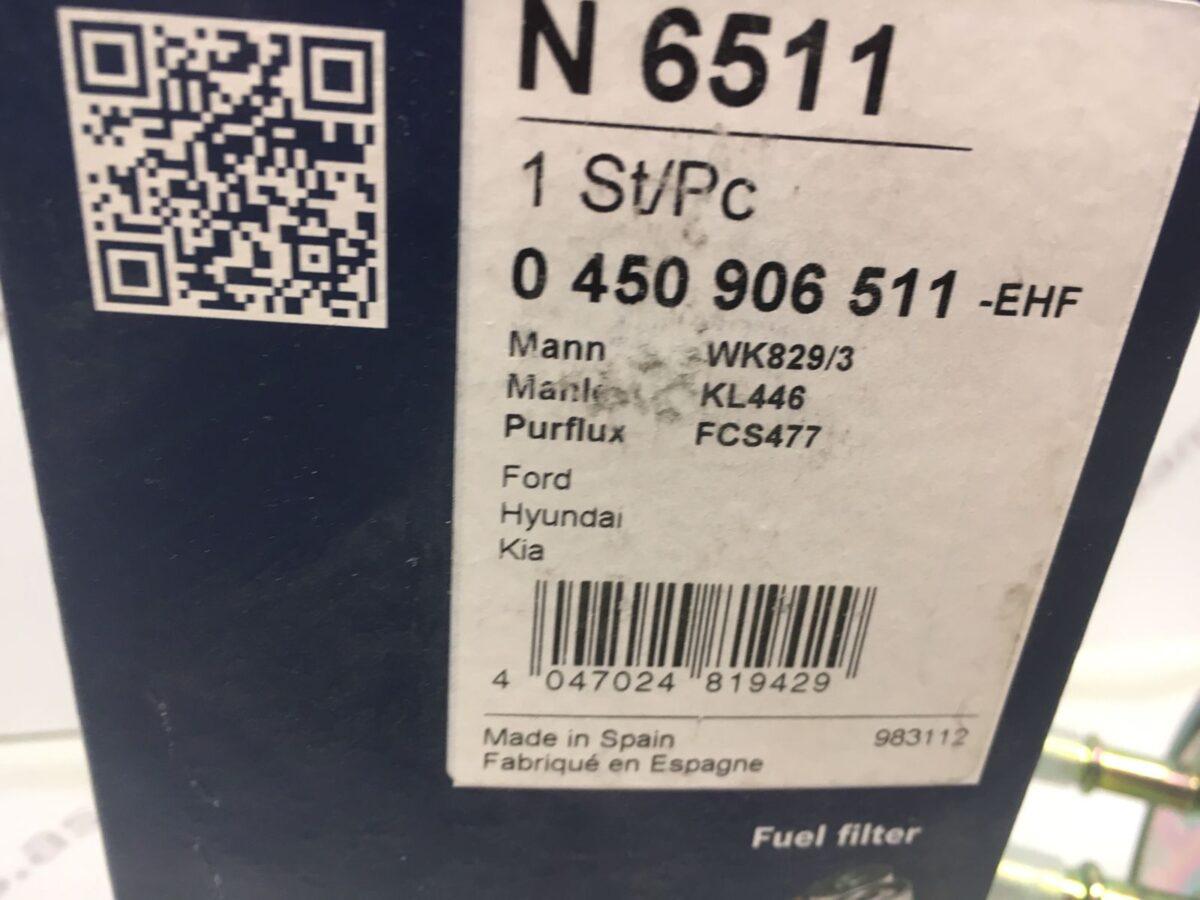 N 6511
1 St/Pc
0 450 906 511 -EHF
Mann WK829/3
KL446
Purflux FCS477
Ford
Hyundai
Kia
4 047024 819429
Made in Spain 983112
Fabriqué en Espagne
Fuel filter